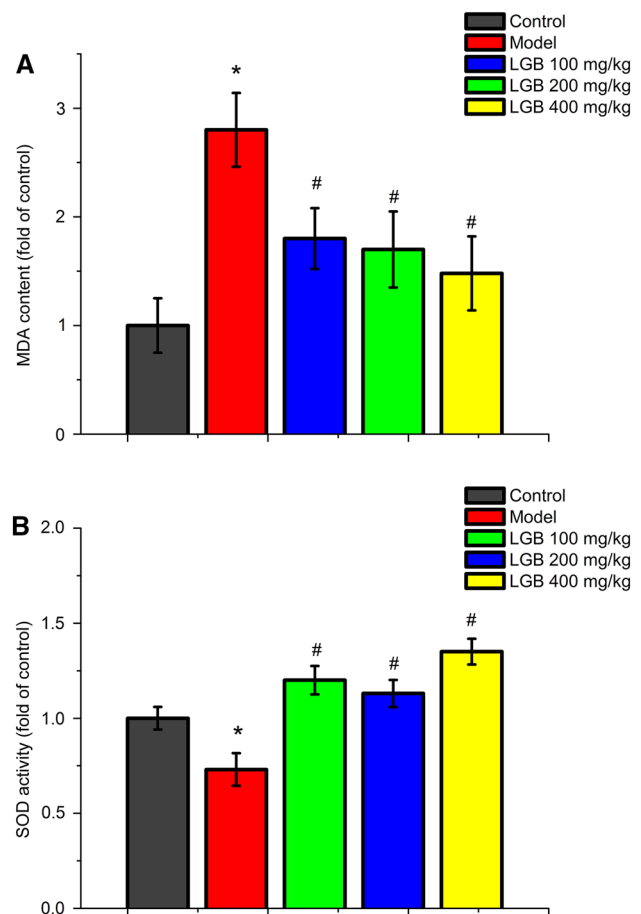 A
Control
Model
LGB 100 mg/kg
LGB 200 mg/kg
LGB 400 mg/kg
MDA content (fold of control)
3
2
1
0
*
#
#
#
B
Control
Model
LGB 100 mg/kg
LGB 200 mg/kg
LGB 400 mg/kg
SOD activity (fold of control)
2.0
1.5
1.0
0.5
0.0
*
#
#
#